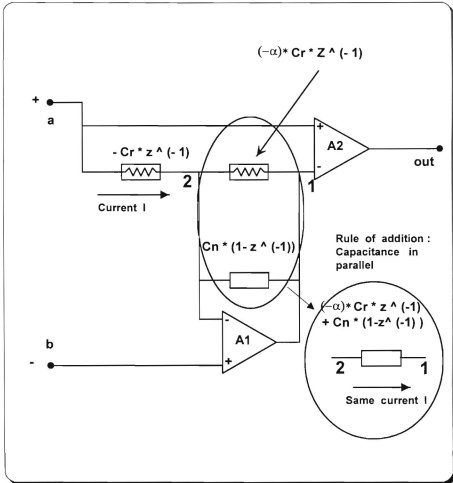 (−α)* Cr * Z ^ (- 1)
+
a
+
A2
-
out
- Cr * z ^ (- 1)
2
1
Current I
Cn * (1- z ^ (-1))
Rule of addition :
Capacitance in
parallel
(−α)* Cr * z ^ (-1)
+ Cn * (1-z^ (-1) )
-
A1
+
b
-
2
1
Same current I